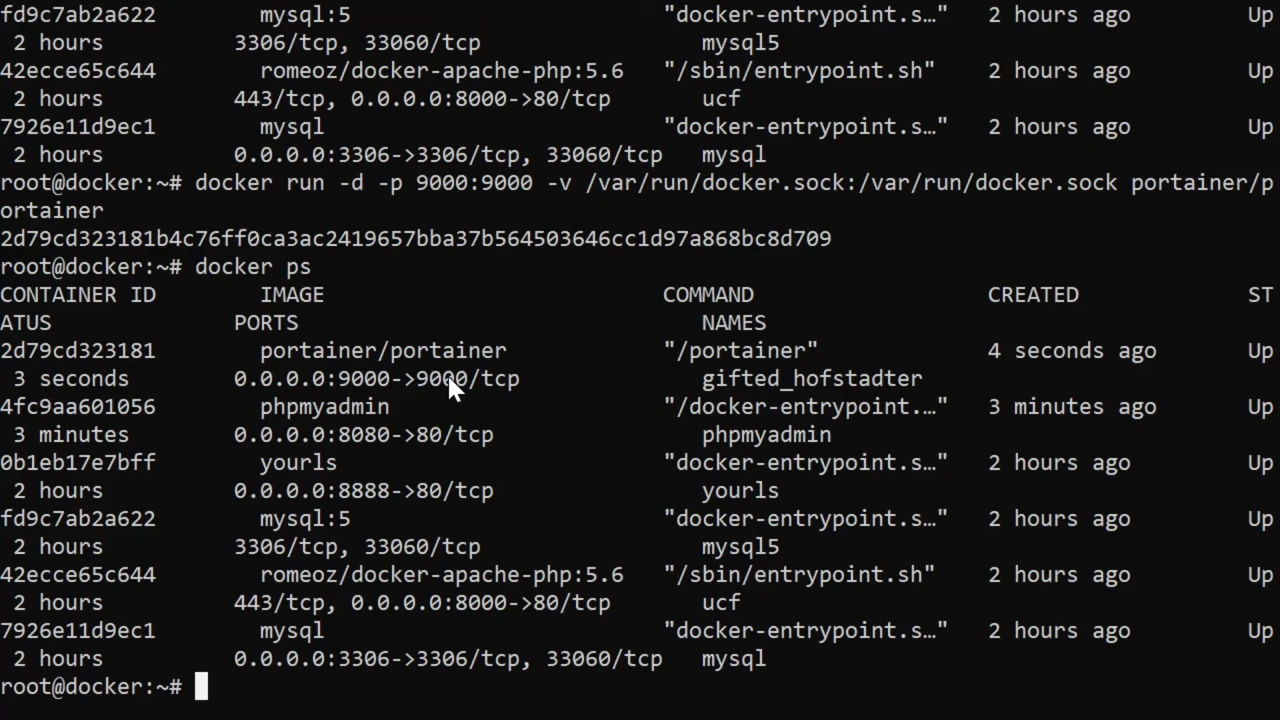 fd9c7ab2a622        mysql:5                        "docker-entrypoint.s…"   2 hours ago         Up
 2 hours          3306/tcp, 33060/tcp                 mysql5
42ecce65c644        romeoz/docker-apache-php:5.6   "/sbin/entrypoint.sh"    2 hours ago         Up
 2 hours          443/tcp, 0.0.0.0:8000->80/tcp       ucf
7926e11d9ec1        mysql                          "docker-entrypoint.s…"   2 hours ago         Up
 2 hours          0.0.0.0:3306->3306/tcp, 33060/tcp   mysql
root@docker:~# docker run -d -p 9000:9000 -v /var/run/docker.sock:/var/run/docker.sock portainer/p
ortainer
2d79cd323181b4c76ff0ca3ac2419657bba37b564503646cc1d97a868bc8d709
root@docker:~# docker ps
CONTAINER ID        IMAGE                          COMMAND                  CREATED             ST
ATUS              PORTS                               NAMES
2d79cd323181        portainer/portainer            "/portainer"             4 seconds ago       Up
 3 seconds        0.0.0.0:9000->9000/tcp              gifted_hofstadter
4fc9aa601056        phpmyadmin                     "/docker-entrypoint.…"   3 minutes ago       Up
 3 minutes        0.0.0.0:8080->80/tcp                phpmyadmin
0b1eb17e7bff        yourls                         "docker-entrypoint.s…"   2 hours ago         Up
 2 hours          0.0.0.0:8888->80/tcp                yourls
fd9c7ab2a622        mysql:5                        "docker-entrypoint.s…"   2 hours ago         Up
 2 hours          3306/tcp, 33060/tcp                 mysql5
42ecce65c644        romeoz/docker-apache-php:5.6   "/sbin/entrypoint.sh"    2 hours ago         Up
 2 hours          443/tcp, 0.0.0.0:8000->80/tcp       ucf
7926e11d9ec1        mysql                          "docker-entrypoint.s…"   2 hours ago         Up
 2 hours          0.0.0.0:3306->3306/tcp, 33060/tcp   mysql
root@docker:~#